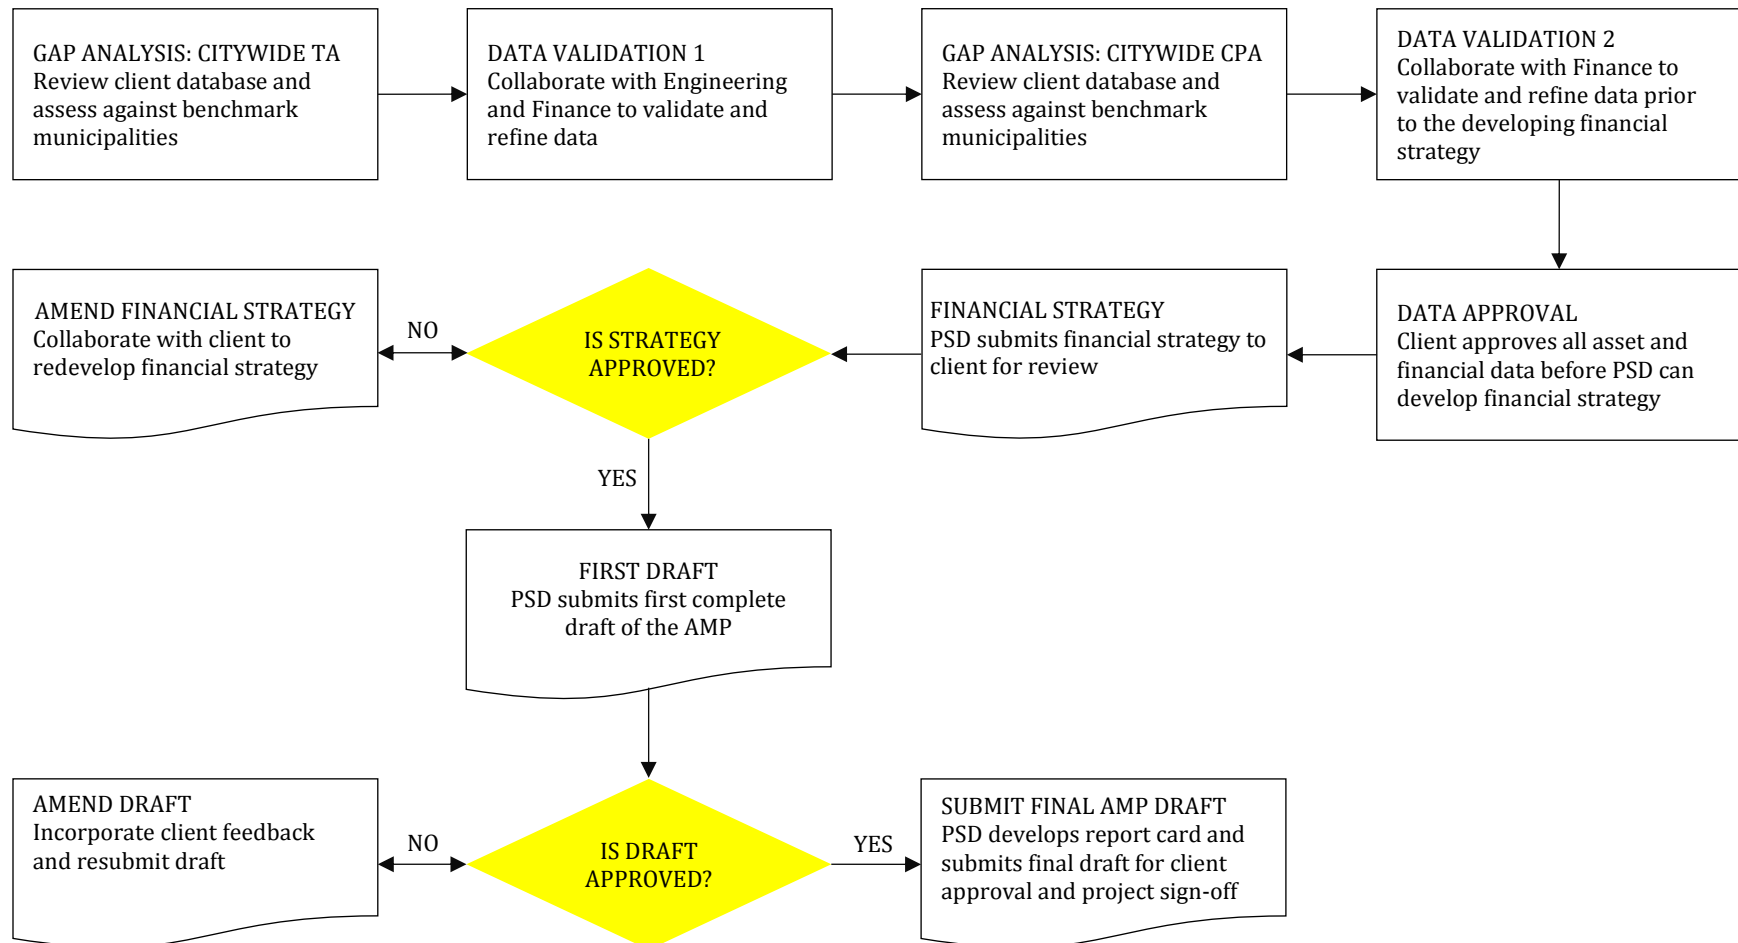 GAP ANALYSIS: CITYWIDE TA
Review client database and
assess against benchmark
municipalities
DATA VALIDATION 1
Collaborate with Engineering
and Finance to validate and
refine data
GAP ANALYSIS: CITYWIDE CPA
Review client database and
assess against benchmark
municipalities
DATA VALIDATION 2
Collaborate with Finance to
validate and refine data prior
to the developing financial
strategy
DATA APPROVAL
Client approves all asset and
financial data before PSD can
develop financial strategy
FINANCIAL STRATEGY
PSD submits financial strategy to
client for review
IS STRATEGY
APPROVED?
NO
AMEND FINANCIAL STRATEGY
Collaborate with client to
redevelop financial strategy
YES
FIRST DRAFT
PSD submits first complete
draft of the AMP
IS DRAFT
APPROVED?
NO
AMEND DRAFT
Incorporate client feedback
and resubmit draft
YES
SUBMIT FINAL AMP DRAFT
PSD develops report card and
submits final draft for client
approval and project sign-off